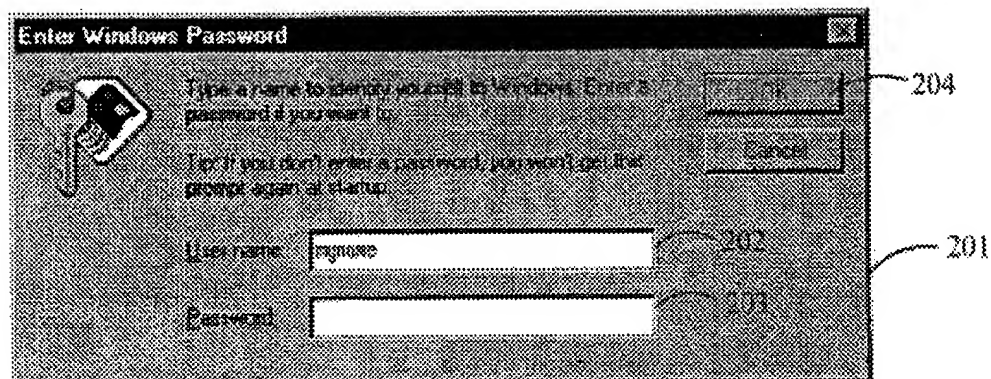 Enter Windows Password
Type a name to identify yourself to Windows. Enter a
password if you want to.
Tip: If you don't enter a password, you won't get this
prompt again at startup.
204
Cancel
User name:
202
201
Password: